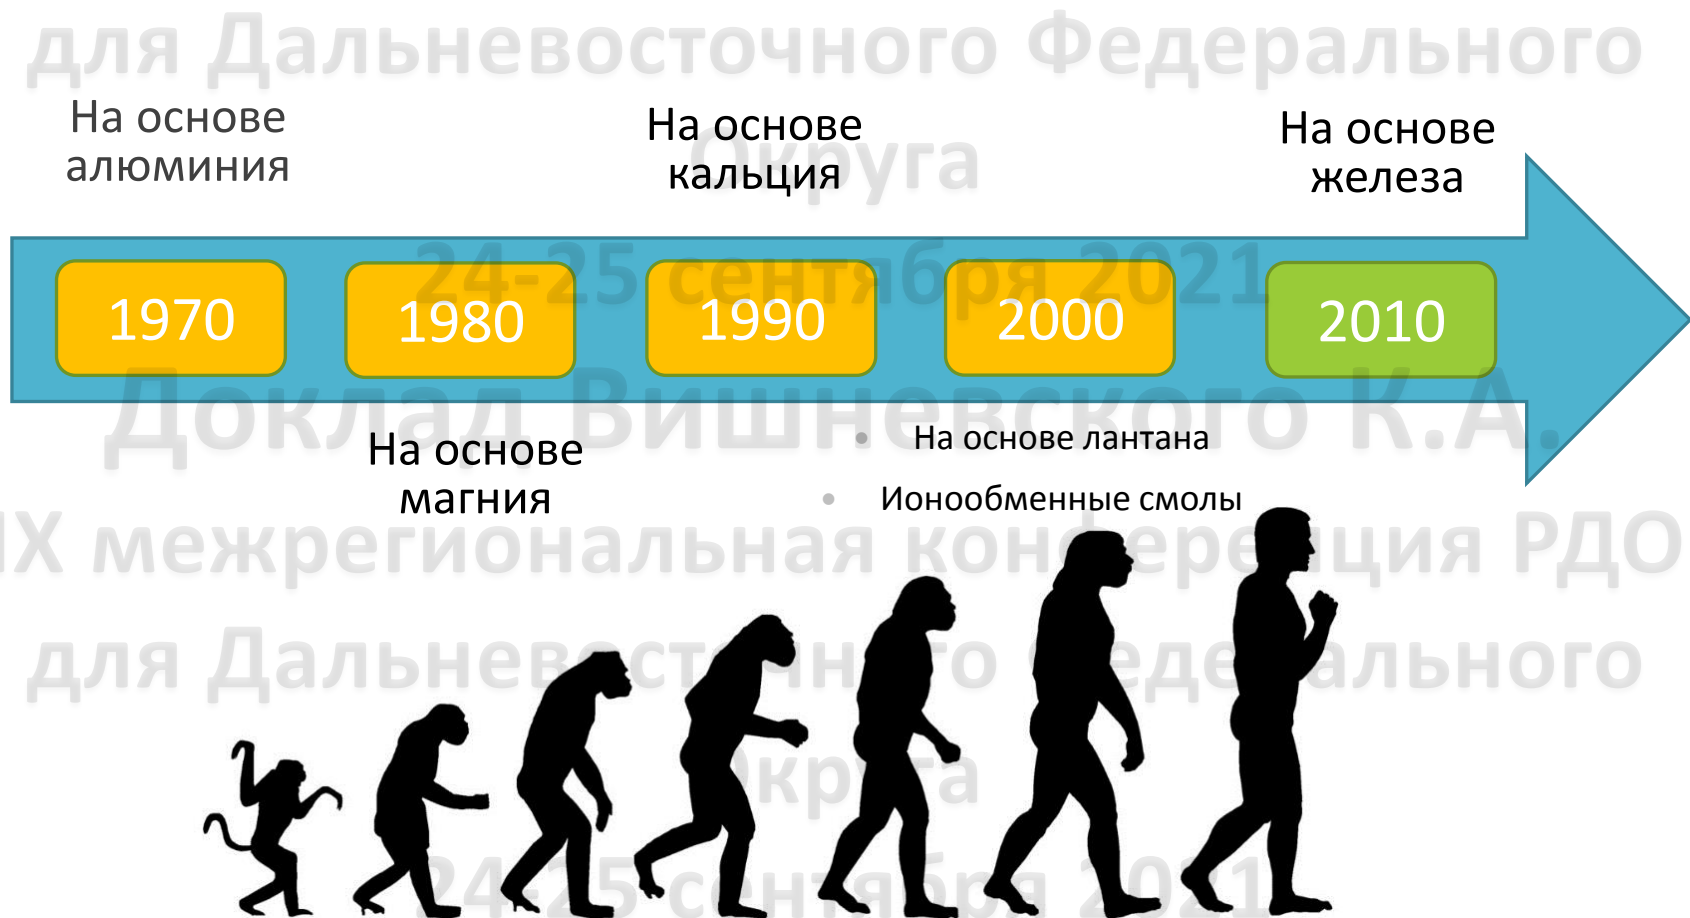 для Дальневосточного Федерального
На основе
алюминия
На основе
кальция
На основе
железа
Округа
24-25 сентября 2021
1970
1980
1990
2000
2010
Доклад Вишневского К.А.
На основе
магния
• На основе лантана
• Ионообменные смолы
IX межрегиональная конференция РДО
для Дальневосточного Федерального
Округа
24-25 сентября 2021